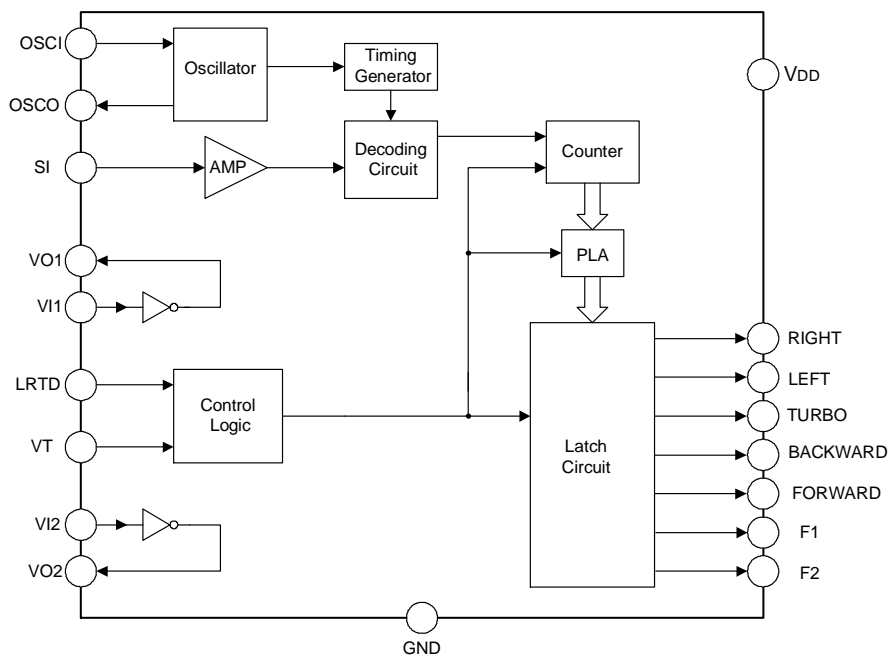 OSCI
OSCO
SI
VO1
VI1
LRTD
VT
VI2
VO2
Oscillator
Timing
Generator
AMP
Decoding
Circuit
Counter
PLA
Control
Logic
Latch
Circuit
VDD
RIGHT
LEFT
TURBO
BACKWARD
FORWARD
F1
F2
GND